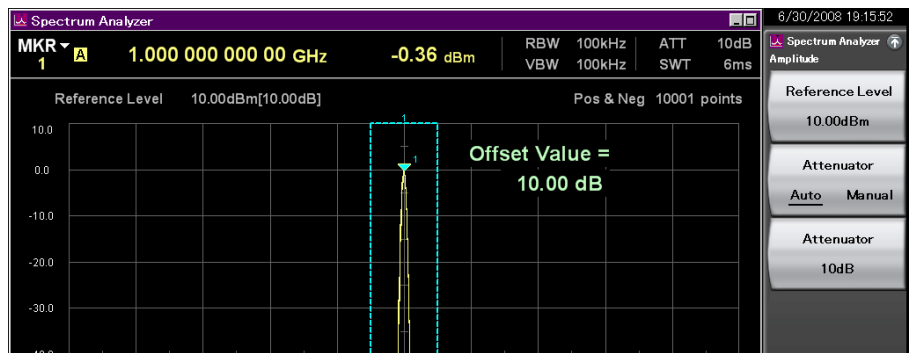 Spectrum Analyzer
MKR 1 A 1.000 000 000 00 GHz -0.36 dBm
RBW 100kHz ATT 10dB
VBW 100kHz SWT 6ms
Reference Level 10.00dBm[10.00dB] Pos & Neg 10001 points
1
10.0
0.0
-10.0
-20.0
-30.0
1
Offset Value =
10.00 dB
6/30/2008 19:15:52
Spectrum Analyzer
Amplitude
Reference Level
10.00dBm
Attenuator
Auto Manual
Attenuator
10dB